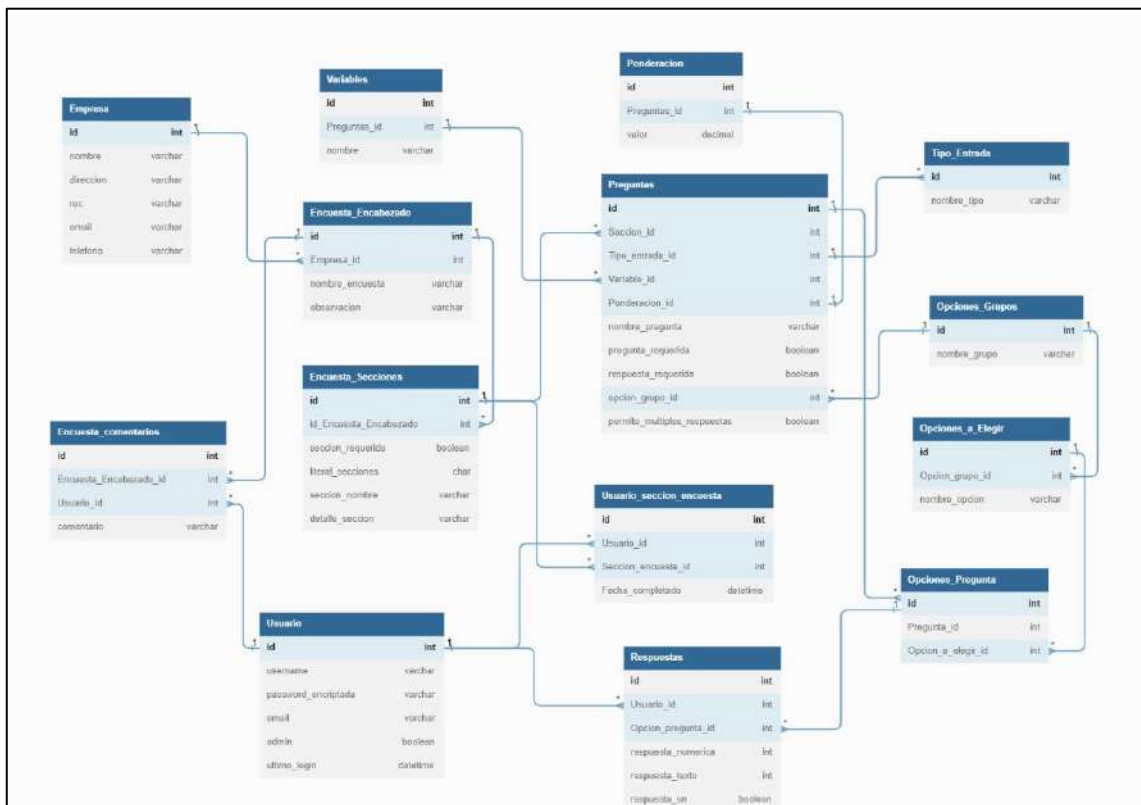 Empresa
id int
nombre varchar
direccion varchar
ruc varchar
email varchar
telefono varchar
Variables
id int
Preguntas_id int
nombre varchar
Ponderacion
id int
Preguntas_id int
valor decimal
Tipo_Entrada
id int
nombre_tipo varchar
Encuesta_Encabezado
id int
Empresa_id int
nombre_encuesta varchar
observacion varchar
Preguntas
id int
Seccion_id int
Tipo_entrada_id int
Variable_id int
Ponderacion_id int
nombre_pregunta varchar
pregunta_requerida boolean
respuesta_requerida boolean
opcion_grupo_id int
permite_multiples_respuestas boolean
Opciones_Grupos
id int
nombre_grupo varchar
Encuesta_Secciones
id int
id_Encuesta_Encabezado int
seccion_requerida boolean
literal_secciones char
seccion_nombre varchar
detalle_seccion varchar
Opciones_a_Elegir
id int
Opcion_grupo_id int
nombre_opcion varchar
Encuesta_comentarios
id int
Encuesta_Encabezado_id int
Usuario_id int
comentario varchar
Usuario_seccion_encuesta
id int
Usuario_id int
Seccion_encuesta_id int
Fecha_completado datetime
Opciones_Pregunta
id int
Pregunta_id int
Opcion_a_elegir_id int
Usuario
id int
username varchar
password_encriptada varchar
email varchar
admin boolean
ultimo_login datetime
Respuestas
id int
Usuario_id int
Opcion_pregunta_id int
respuesta_numerica int
respuesta_texto int
respuesta_sn boolean